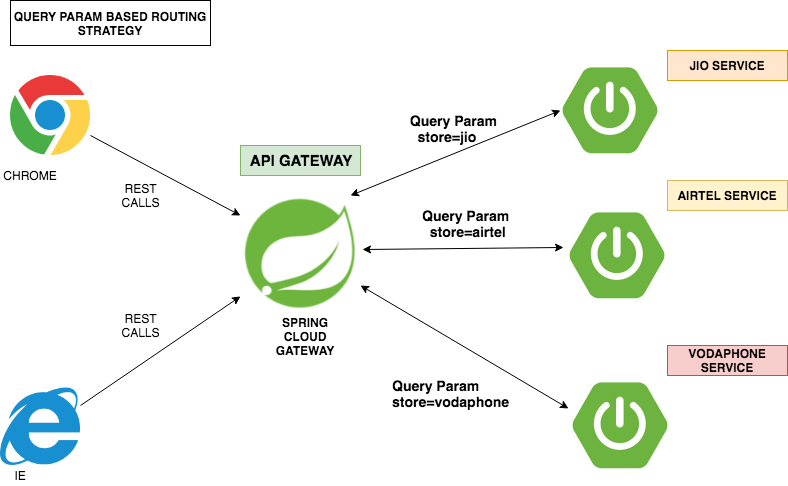 QUERY PARAM BASED ROUTING
STRATEGY
CHROME
REST
CALLS
API GATEWAY
SPRING
CLOUD
GATEWAY
REST
CALLS
IE
Query Param
store=jio
JIO SERVICE
Query Param
store=airtel
AIRTEL SERVICE
Query Param
store=vodaphone
VODAPHONE
SERVICE